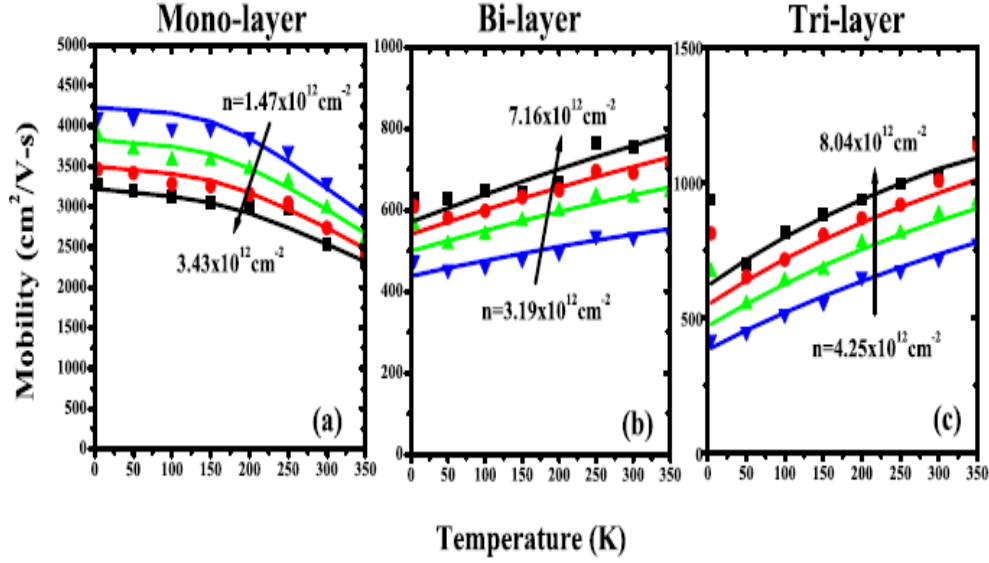 Mono-layer
Bi-layer
Tri-layer
Mobility (cm²/V-s)
5000
4500
4000
3500
3000
2500
2000
1500
1000
500
0
n=1.47x10¹²cm⁻²
3.43x10¹²cm⁻²
(a)
0 50 100 150 200 250 300 350
1000
800
600
400
200
0
7.16x10¹²cm⁻²
n=3.19x10¹²cm⁻²
(b)
0 50 100 150 200 250 300 350
1500
1000
500
0
8.04x10¹²cm⁻²
n=4.25x10¹²cm⁻²
(c)
0 50 100 150 200 250 300 350
Temperature (K)